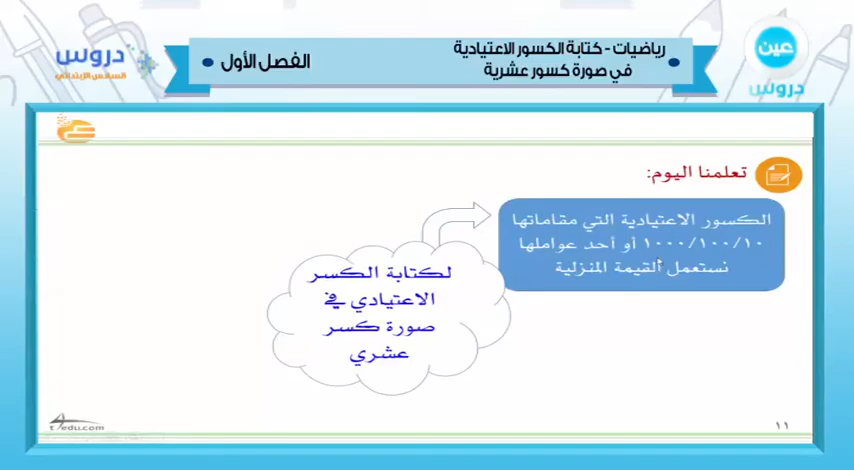 عين
دروس
رياضيات - كتابة الكسور الاعتيادية
في صورة كسور عشرية
الفصل الأول
دروس
السادس الابتدائي
تعلمنا اليوم:
الكسور الاعتيادية التي مقاماتها
١٠/١٠٠/١٠٠٠ أو أحد عواملها
نستعمل القيمة المنزلية
لكتابة الكسر
الاعتيادي في
صورة كسر
عشري
t4edu.com
١١